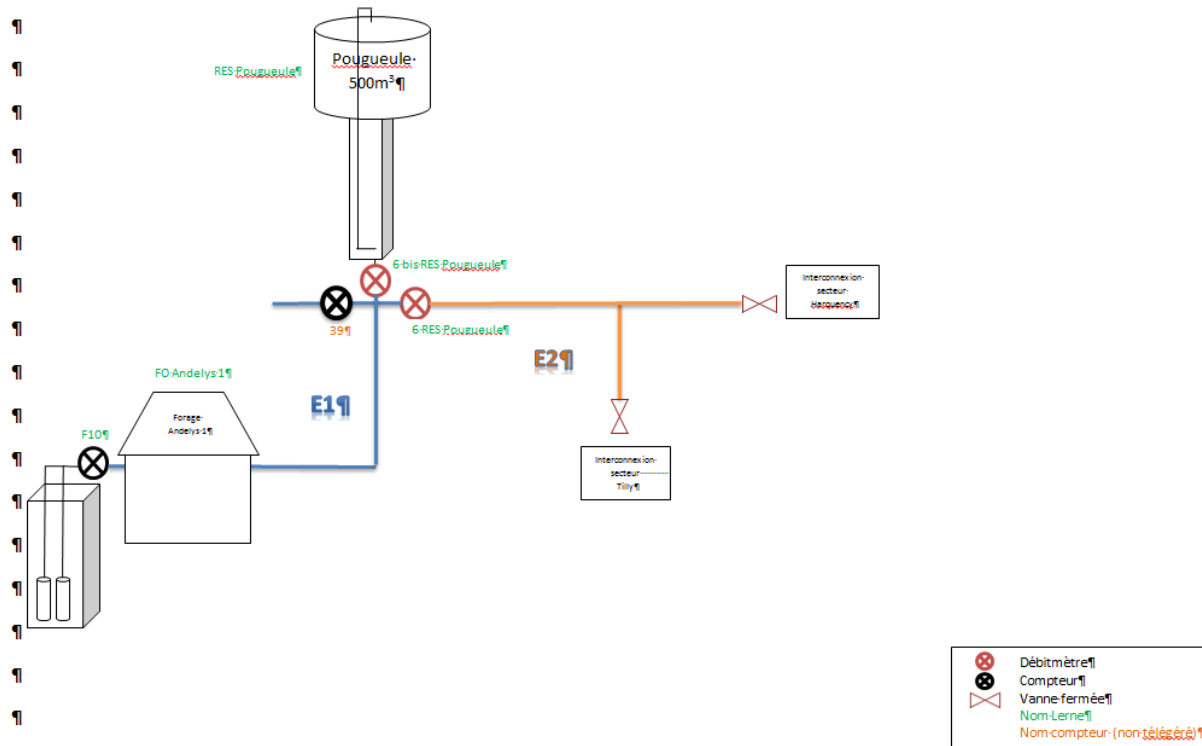 Pougueule
500m³¶
RES Pougueule¶
6 bis RES Pougueule¶
Interconnexion
secteur
Harquency¶
39¶
6 RES Pougueule¶
E2¶
FO Andelys 1¶
E1¶
Forage
Andelys 1¶
F10¶
Interconnexion
secteur
Tilly¶
Débitmètre¶
Compteur¶
Vanne fermée¶
Nom Lerne¶
Nom compteur (non télégéré)¶